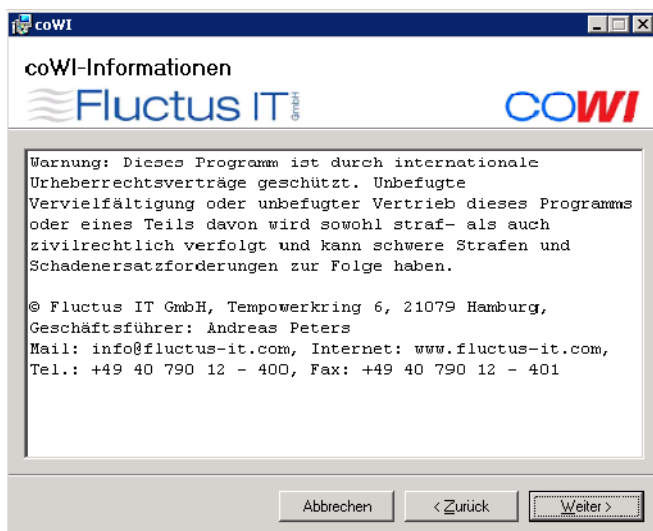 coWI
coWI-Informationen
Fluctus IT GmbH
COWI
Warnung: Dieses Programm ist durch internationale
Urheberrechtsverträge geschützt. Unbefugte
Vervielfältigung oder unbefugter Vertrieb dieses Programms
oder eines Teils davon wird sowohl straf- als auch
zivilrechtlich verfolgt und kann schwere Strafen und
Schadenersatzforderungen zur Folge haben.
© Fluctus IT GmbH, Tempowerkring 6, 21079 Hamburg,
Geschäftsführer: Andreas Peters
Mail: info@fluctus-it.com, Internet: www.fluctus-it.com,
Tel.: +49 40 790 12 - 400, Fax: +49 40 790 12 - 401
Abbrechen
< Zurück
Weiter >